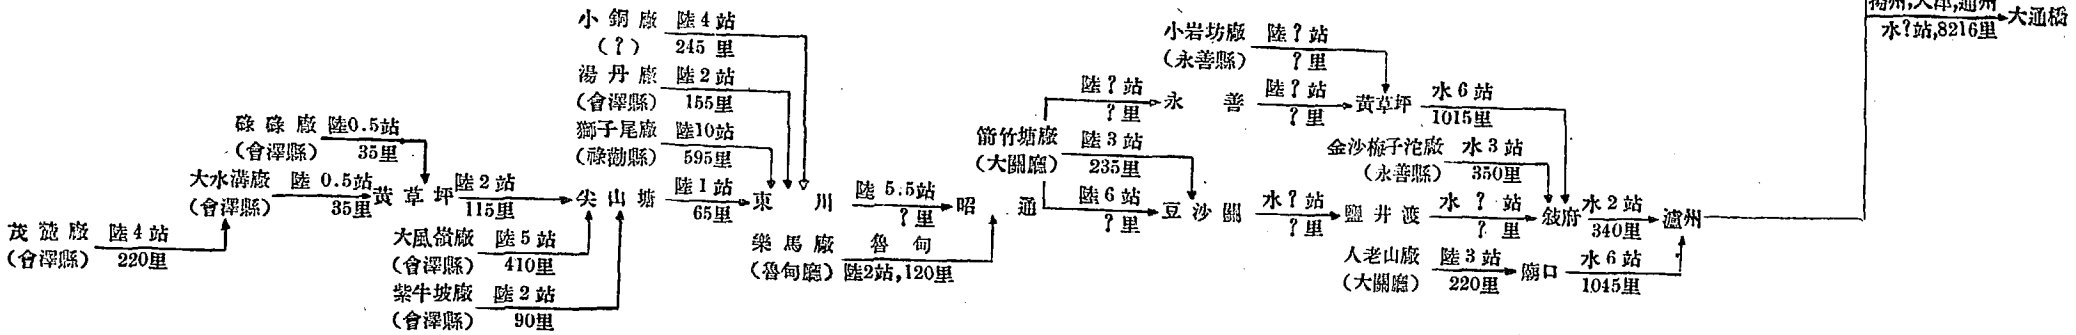 揚州,天津,通州
大通橋
水?站,8216里
小銅廠 陸4站
(?) 245里
湯丹廠 陸2站
(會澤縣) 155里
獅子尾廠 陸10站
(祿勸縣) 595里
碌碌廠 陸0.5站
(會澤縣) 35里
大水溝廠 陸0.5站
(會澤縣) 35里
黃草坪 陸2站
115里
尖山塘 陸1站
65里
東川 陸5.5站
?里
昭通
茂麓廠 陸4站
(會澤縣) 220里
大風嶺廠 陸5站
(會澤縣) 410里
紫牛坡廠 陸2站
(會澤縣) 90里
樂馬廠 魯甸
(魯甸廳) 陸2站,120里
小岩坊廠 陸?站
(永善縣) ?里
陸?站
?里
永善 陸?站
?里
黃草坪 水6站
1015里
箭竹塘廠 陸3站
(大關廳) 235里
金沙梅子沱廠 水3站
(永善縣) 350里
陸6站
?里
豆沙關 水?站
?里
鹽井渡 水?站
?里
敍府 水2站
340里
瀘州
人老山廠 陸3站
(大關廳) 220里
廟口 水6站
1045里